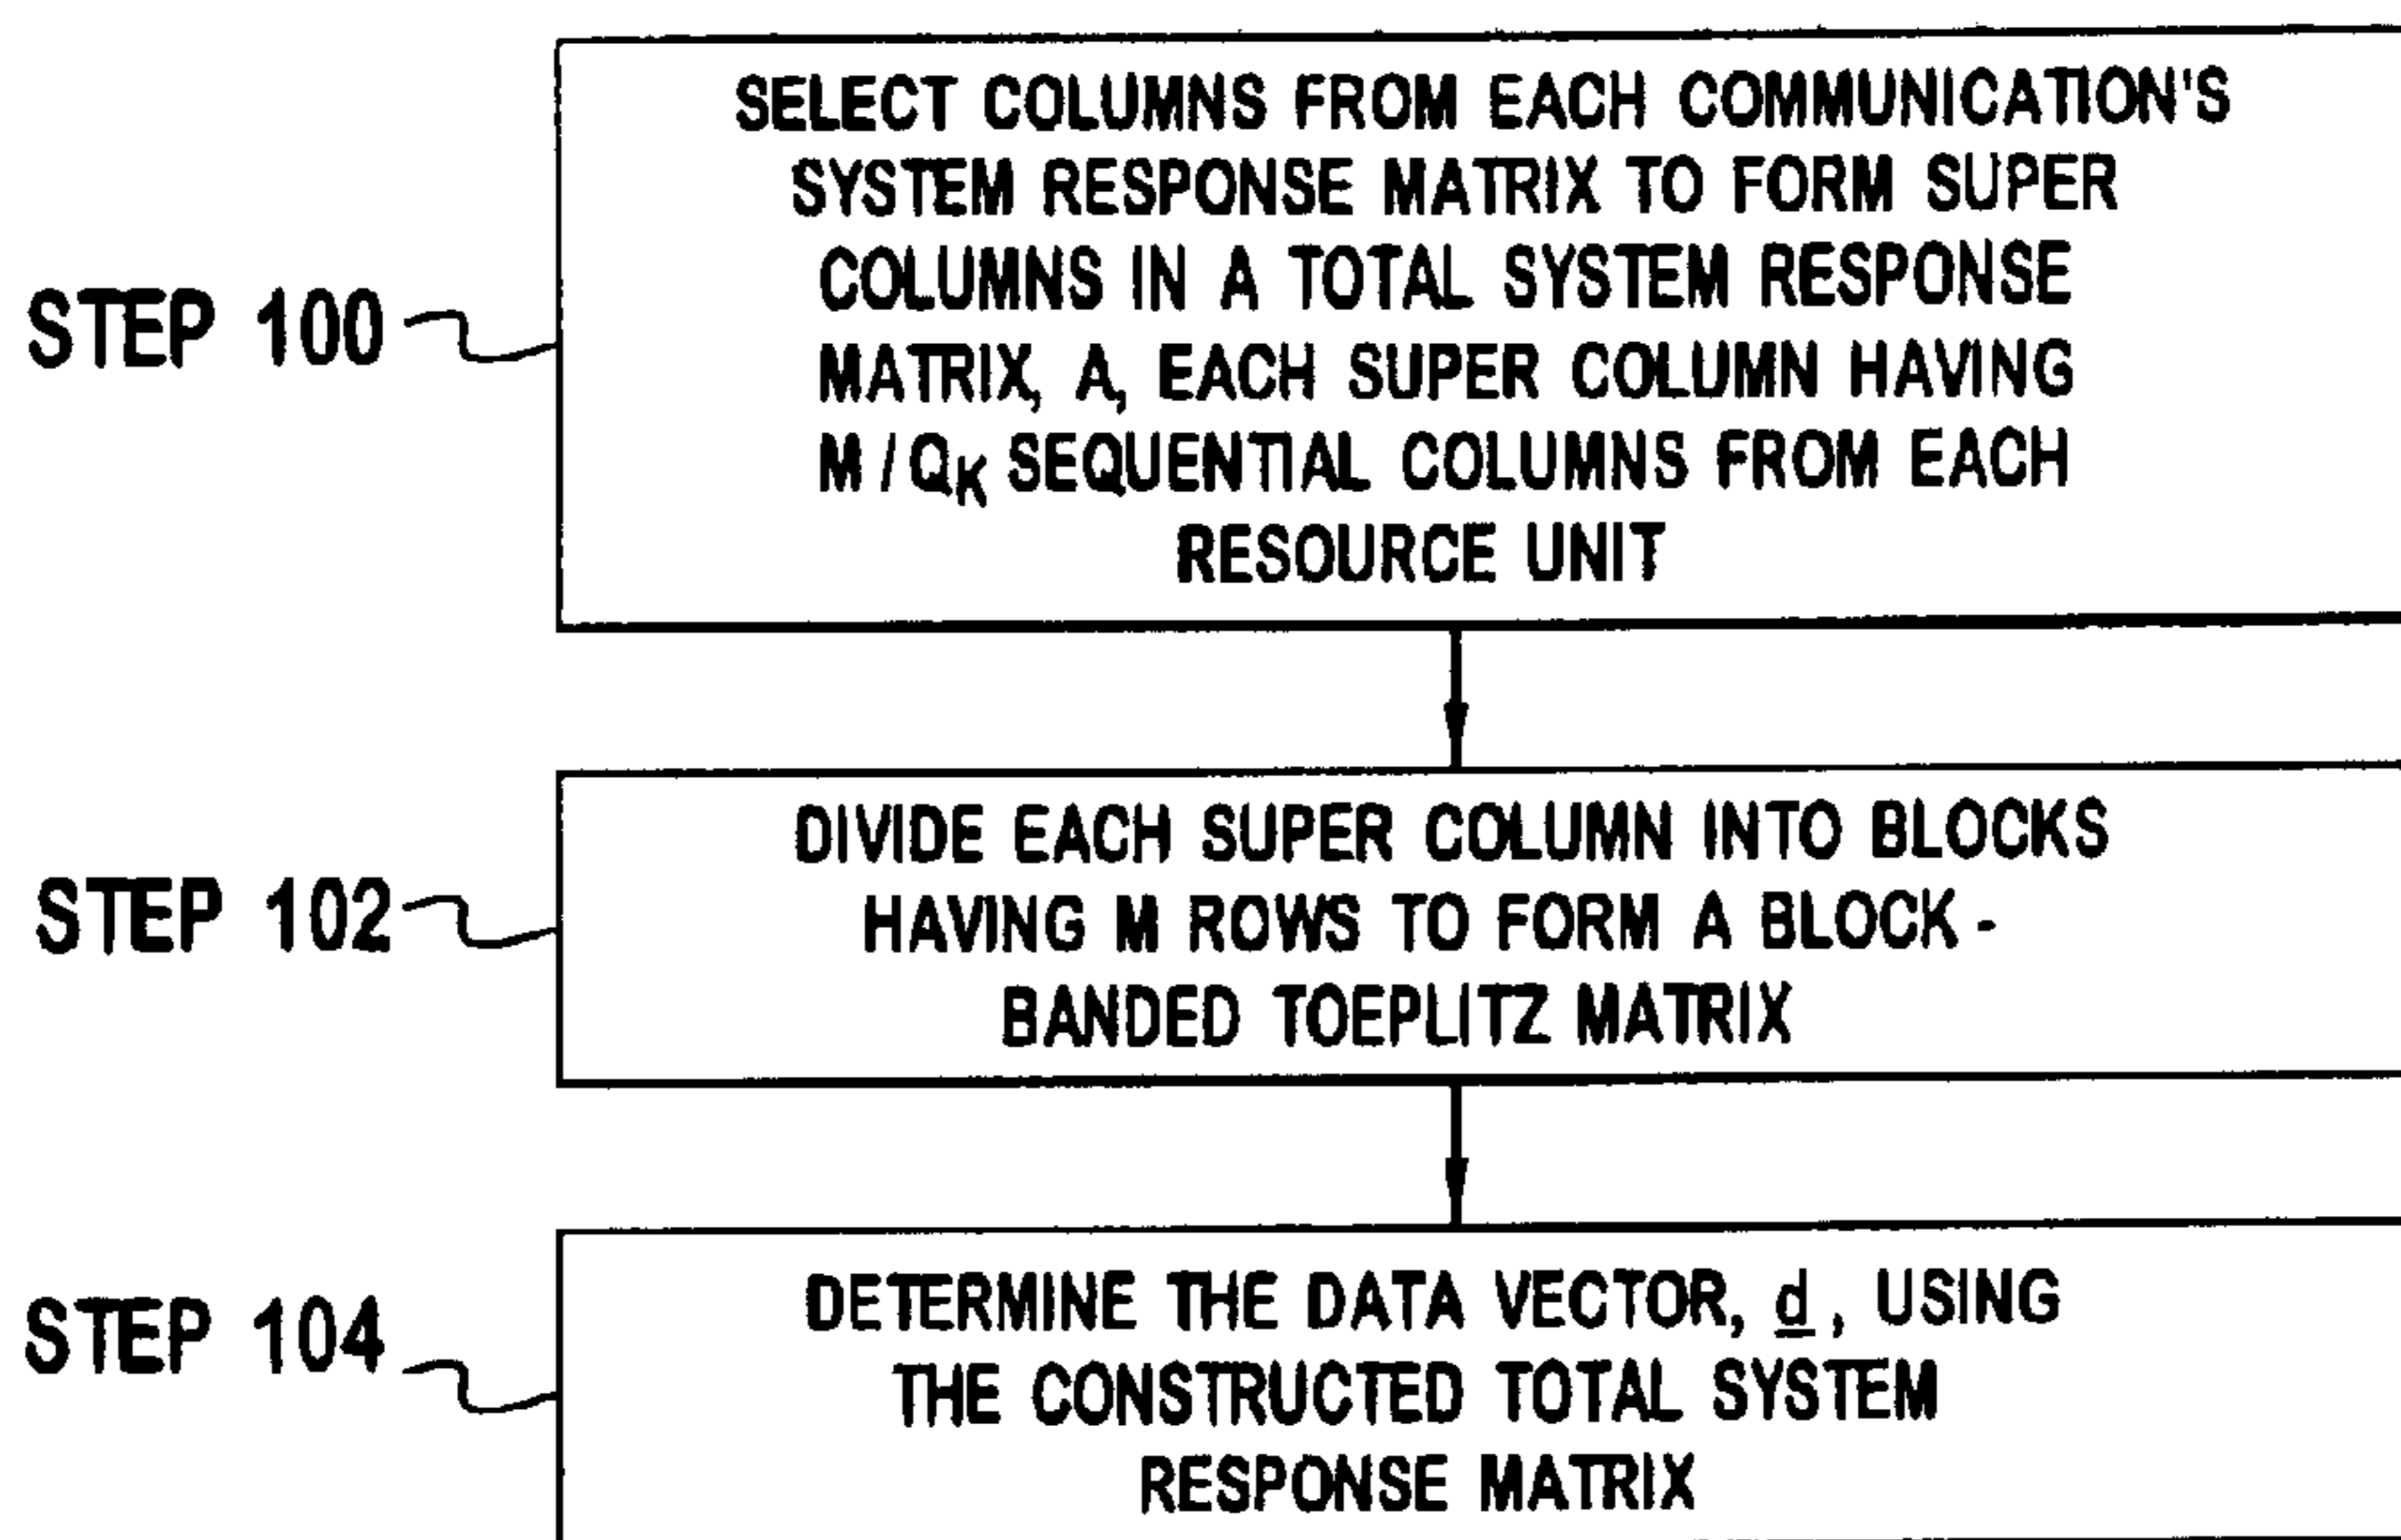 SELECT COLUMNS FROM EACH COMMUNICATION'S
SYSTEM RESPONSE MATRIX TO FORM SUPER
COLUMNS IN A TOTAL SYSTEM RESPONSE
MATRIX, A, EACH SUPER COLUMN HAVING
M / QK SEQUENTIAL COLUMNS FROM EACH
RESOURCE UNIT
STEP 100
DIVIDE EACH SUPER COLUMN INTO BLOCKS
HAVING M ROWS TO FORM A BLOCK -
BANDED TOEPLITZ MATRIX
STEP 102
DETERMINE THE DATA VECTOR, d, USING
THE CONSTRUCTED TOTAL SYSTEM
RESPONSE MATRIX
STEP 104